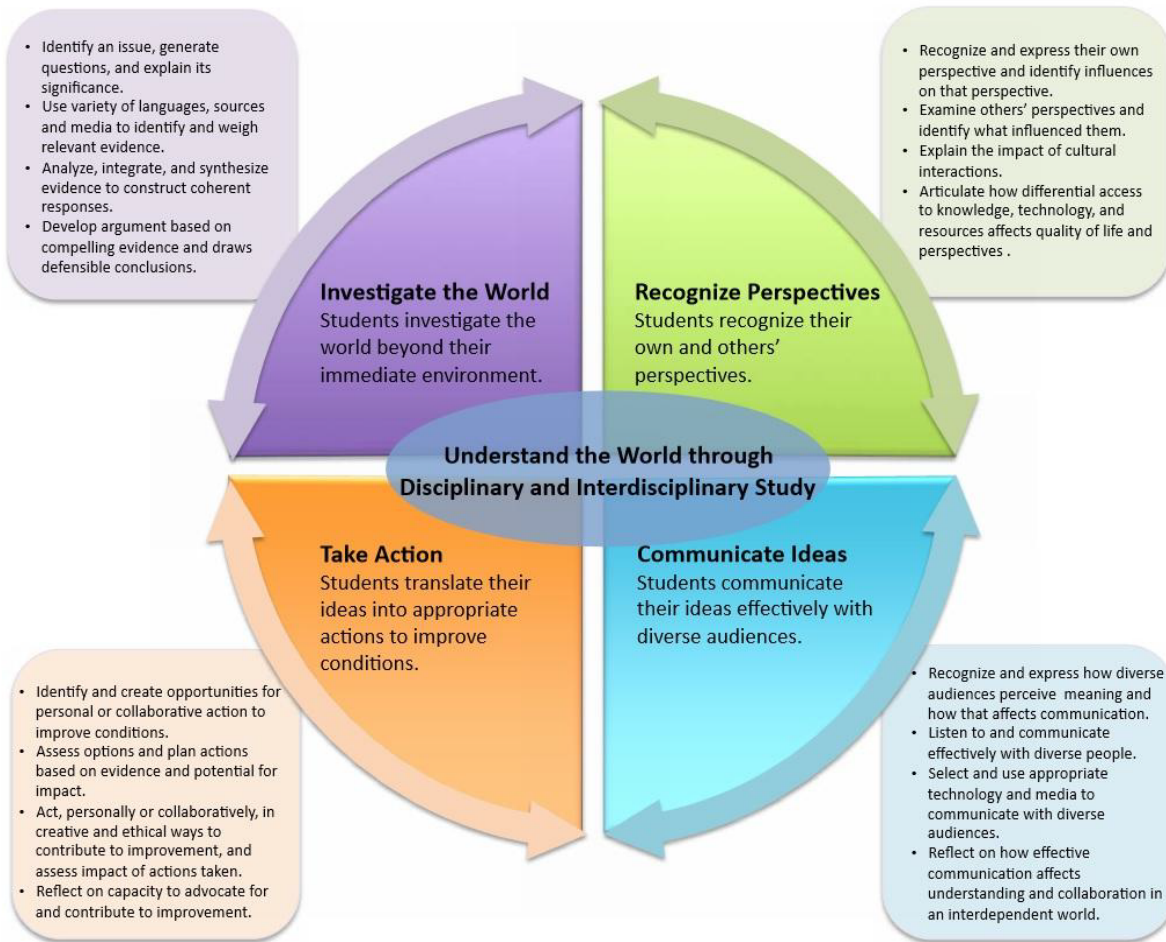 • Identify an issue, generate
questions, and explain its
significance.
• Use variety of languages, sources
and media to identify and weigh
relevant evidence.
• Analyze, integrate, and synthesize
evidence to construct coherent
responses.
• Develop argument based on
compelling evidence and draws
defensible conclusions.
• Recognize and express their own
perspective and identify influences
on that perspective.
• Examine others’ perspectives and
identify what influenced them.
• Explain the impact of cultural
interactions.
• Articulate how differential access
to knowledge, technology, and
resources affects quality of life and
perspectives .
Investigate the World
Students investigate the
world beyond their
immediate environment.
Recognize Perspectives
Students recognize their
own and others’
perspectives.
Understand the World through
Disciplinary and Interdisciplinary Study
Take Action
Students translate their
ideas into appropriate
actions to improve
conditions.
Communicate Ideas
Students communicate
their ideas effectively with
diverse audiences.
• Identify and create opportunities for
personal or collaborative action to
improve conditions.
• Assess options and plan actions
based on evidence and potential for
impact.
• Act, personally or collaboratively, in
creative and ethical ways to
contribute to improvement, and
assess impact of actions taken.
• Reflect on capacity to advocate for
and contribute to improvement.
• Recognize and express how diverse
audiences perceive meaning and
how that affects communication.
• Listen to and communicate
effectively with diverse people.
• Select and use appropriate
technology and media to
communicate with diverse
audiences.
• Reflect on how effective
communication affects
understanding and collaboration in
an interdependent world.